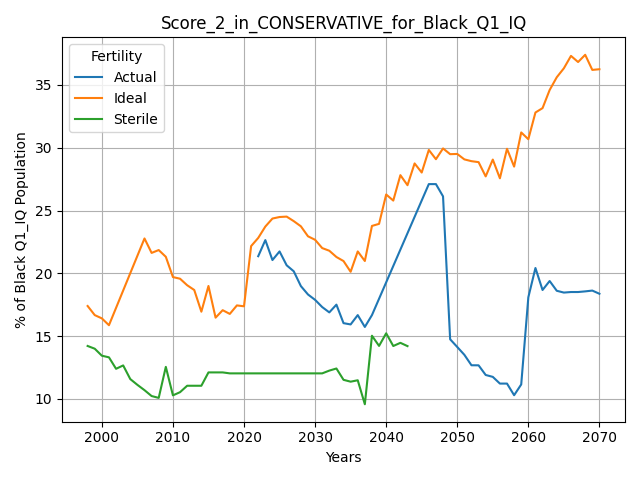 Score_2_in_CONSERVATIVE_for_Black_Q1_IQ
Fertility
Actual
Ideal
Sterile
% of Black Q1_IQ Population
35
30
25
20
15
10
2000 2010 2020 2030 2040 2050 2060 2070
Years